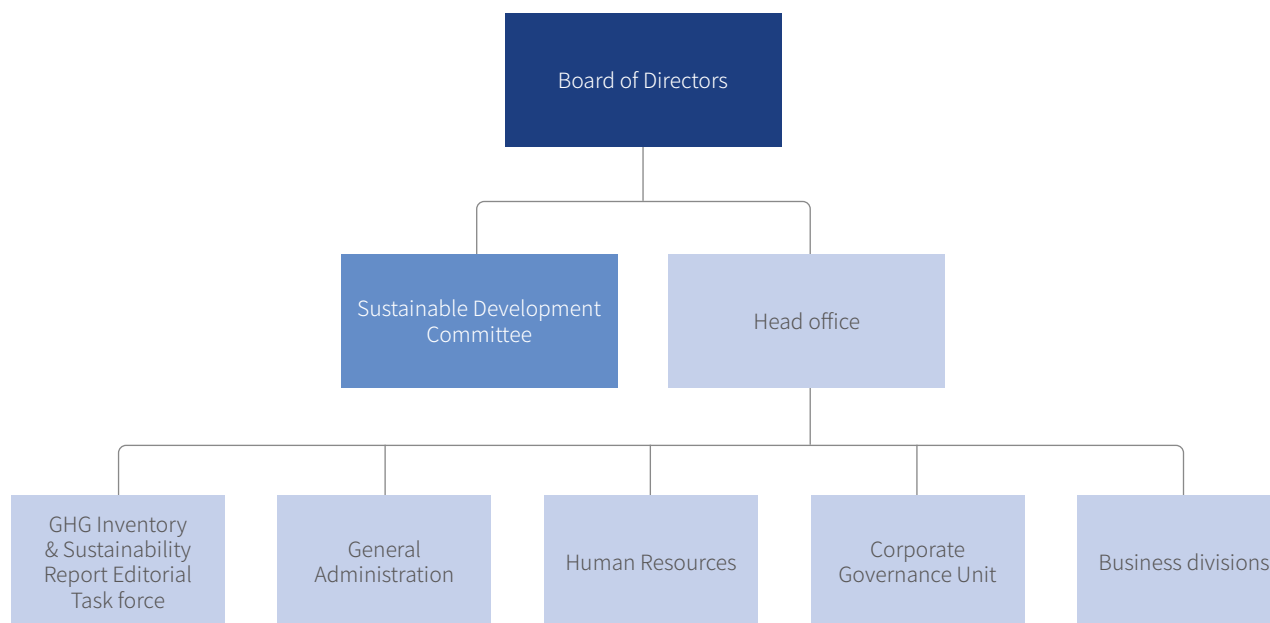 Board of Directors
Sustainable Development
Committee
Head office
GHG Inventory
& Sustainability
Report Editorial
Task force
General
Administration
Human Resources
Corporate
Governance Unit
Business divisions